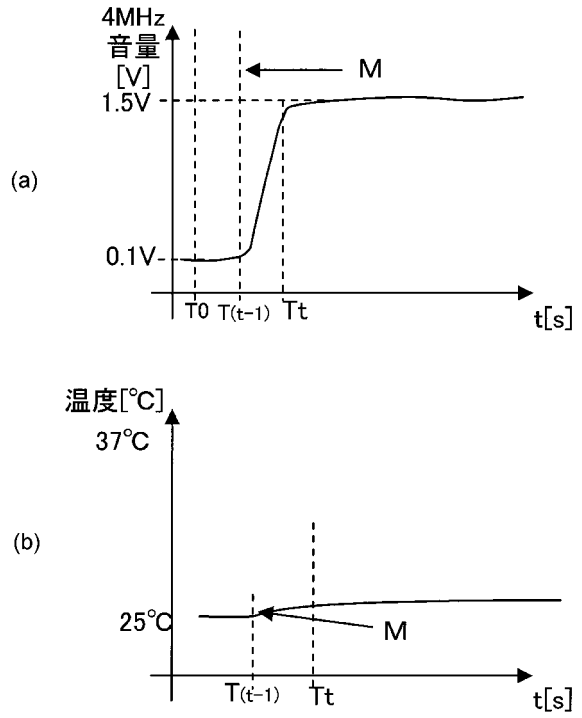 4MHz
音量
[V]
M
1.5V
(a)
0.1V
T0 T(t-1) Tt
t[s]
温度[℃]
37℃
(b)
25℃
M
T(t-1) Tt
t[s]